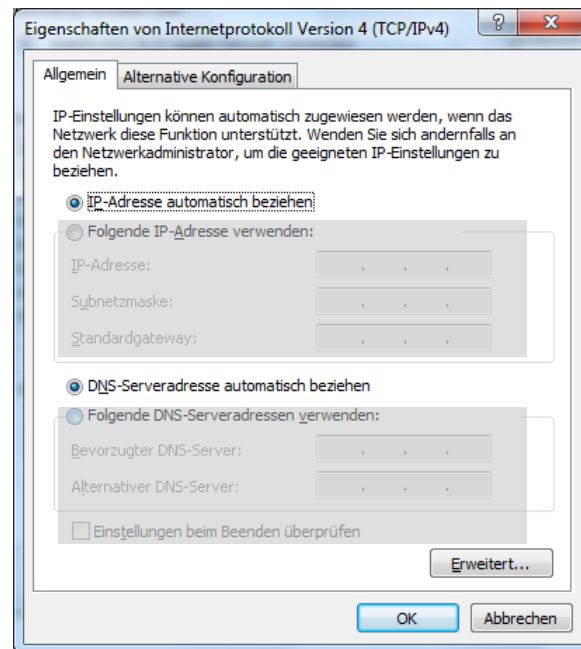 Eigenschaften von Internetprotokoll Version 4 (TCP/IPv4)
?
Allgemein
Alternative Konfiguration
IP-Einstellungen können automatisch zugewiesen werden, wenn das
Netzwerk diese Funktion unterstützt. Wenden Sie sich andernfalls an
den Netzwerkadministrator, um die geeigneten IP-Einstellungen zu
beziehen.
IP-Adresse automatisch beziehen
Folgende IP-Adresse verwenden:
IP-Adresse:
Subnetzmaske:
Standardgateway:
DNS-Serveradresse automatisch beziehen
Folgende DNS-Serveradressen verwenden:
Bevorzugter DNS-Server:
Alternativer DNS-Server:
Einstellungen beim Beenden überprüfen
Erweitert...
OK
Abbrechen